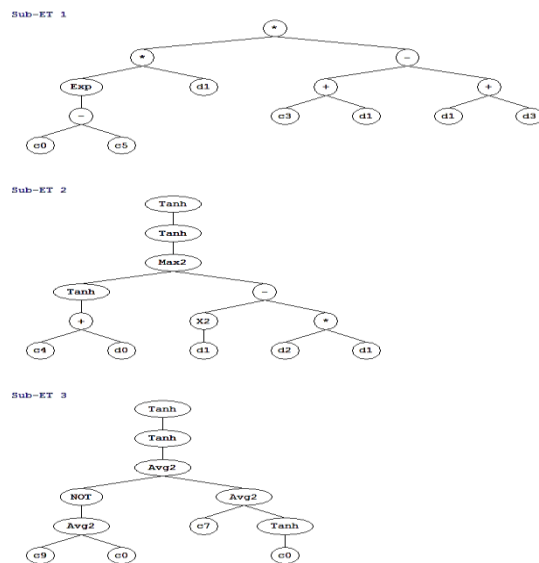 Sub-ET 1
*
* -
Exp d1 + +
- c3 d1 d1 d3
c0 c5
Sub-ET 2
Tanh
Tanh
Max2
Tanh -
+ X2 *
c4 d0 d1 d2 d1
Sub-ET 3
Tanh
Tanh
Avg2
NOT Avg2
Avg2 c7 Tanh
c9 c0 c0